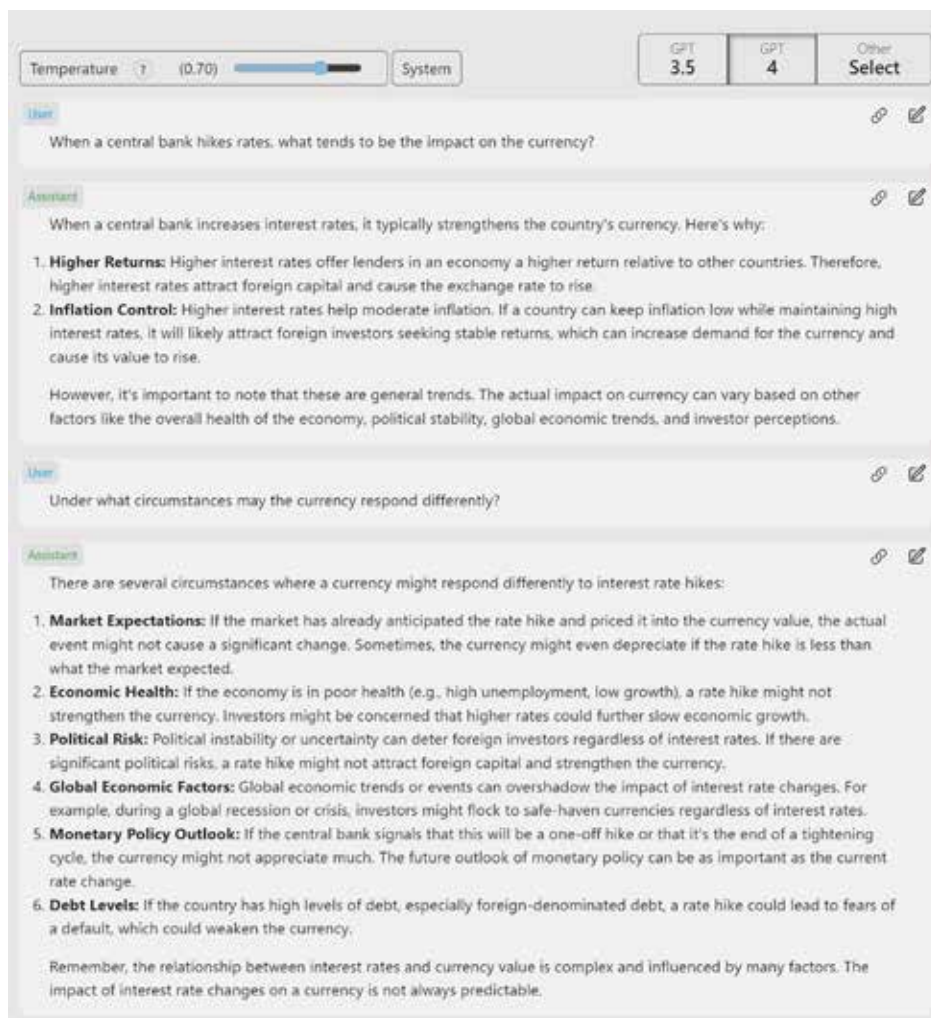 Temperature ? (0.70) System
GPT 3.5 GPT 4 Other Select
User
When a central bank hikes rates, what tends to be the impact on the currency?
Assistant
When a central bank increases interest rates, it typically strengthens the country's currency. Here's why:
1. Higher Returns: Higher interest rates offer lenders in an economy a higher return relative to other countries. Therefore,
higher interest rates attract foreign capital and cause the exchange rate to rise.
2. Inflation Control: Higher interest rates help moderate inflation. If a country can keep inflation low while maintaining high
interest rates, it will likely attract foreign investors seeking stable returns, which can increase demand for the currency and
cause its value to rise.
However, it's important to note that these are general trends. The actual impact on currency can vary based on other
factors like the overall health of the economy, political stability, global economic trends, and investor perceptions.
User
Under what circumstances may the currency respond differently?
Assistant
There are several circumstances where a currency might respond differently to interest rate hikes:
1. Market Expectations: If the market has already anticipated the rate hike and priced it into the currency value, the actual
event might not cause a significant change. Sometimes, the currency might even depreciate if the rate hike is less than
what the market expected.
2. Economic Health: If the economy is in poor health (e.g., high unemployment, low growth), a rate hike might not
strengthen the currency. Investors might be concerned that higher rates could further slow economic growth.
3. Political Risk: Political instability or uncertainty can deter foreign investors regardless of interest rates. If there are
significant political risks, a rate hike might not attract foreign capital and strengthen the currency.
4. Global Economic Factors: Global economic trends or events can overshadow the impact of interest rate changes. For
example, during a global recession or crisis, investors might flock to safe-haven currencies regardless of interest rates.
5. Monetary Policy Outlook: If the central bank signals that this will be a one-off hike or that it's the end of a tightening
cycle, the currency might not appreciate much. The future outlook of monetary policy can be as important as the current
rate change.
6. Debt Levels: If the country has high levels of debt, especially foreign-denominated debt, a rate hike could lead to fears of
a default, which could weaken the currency.
Remember, the relationship between interest rates and currency value is complex and influenced by many factors. The
impact of interest rate changes on a currency is not always predictable.